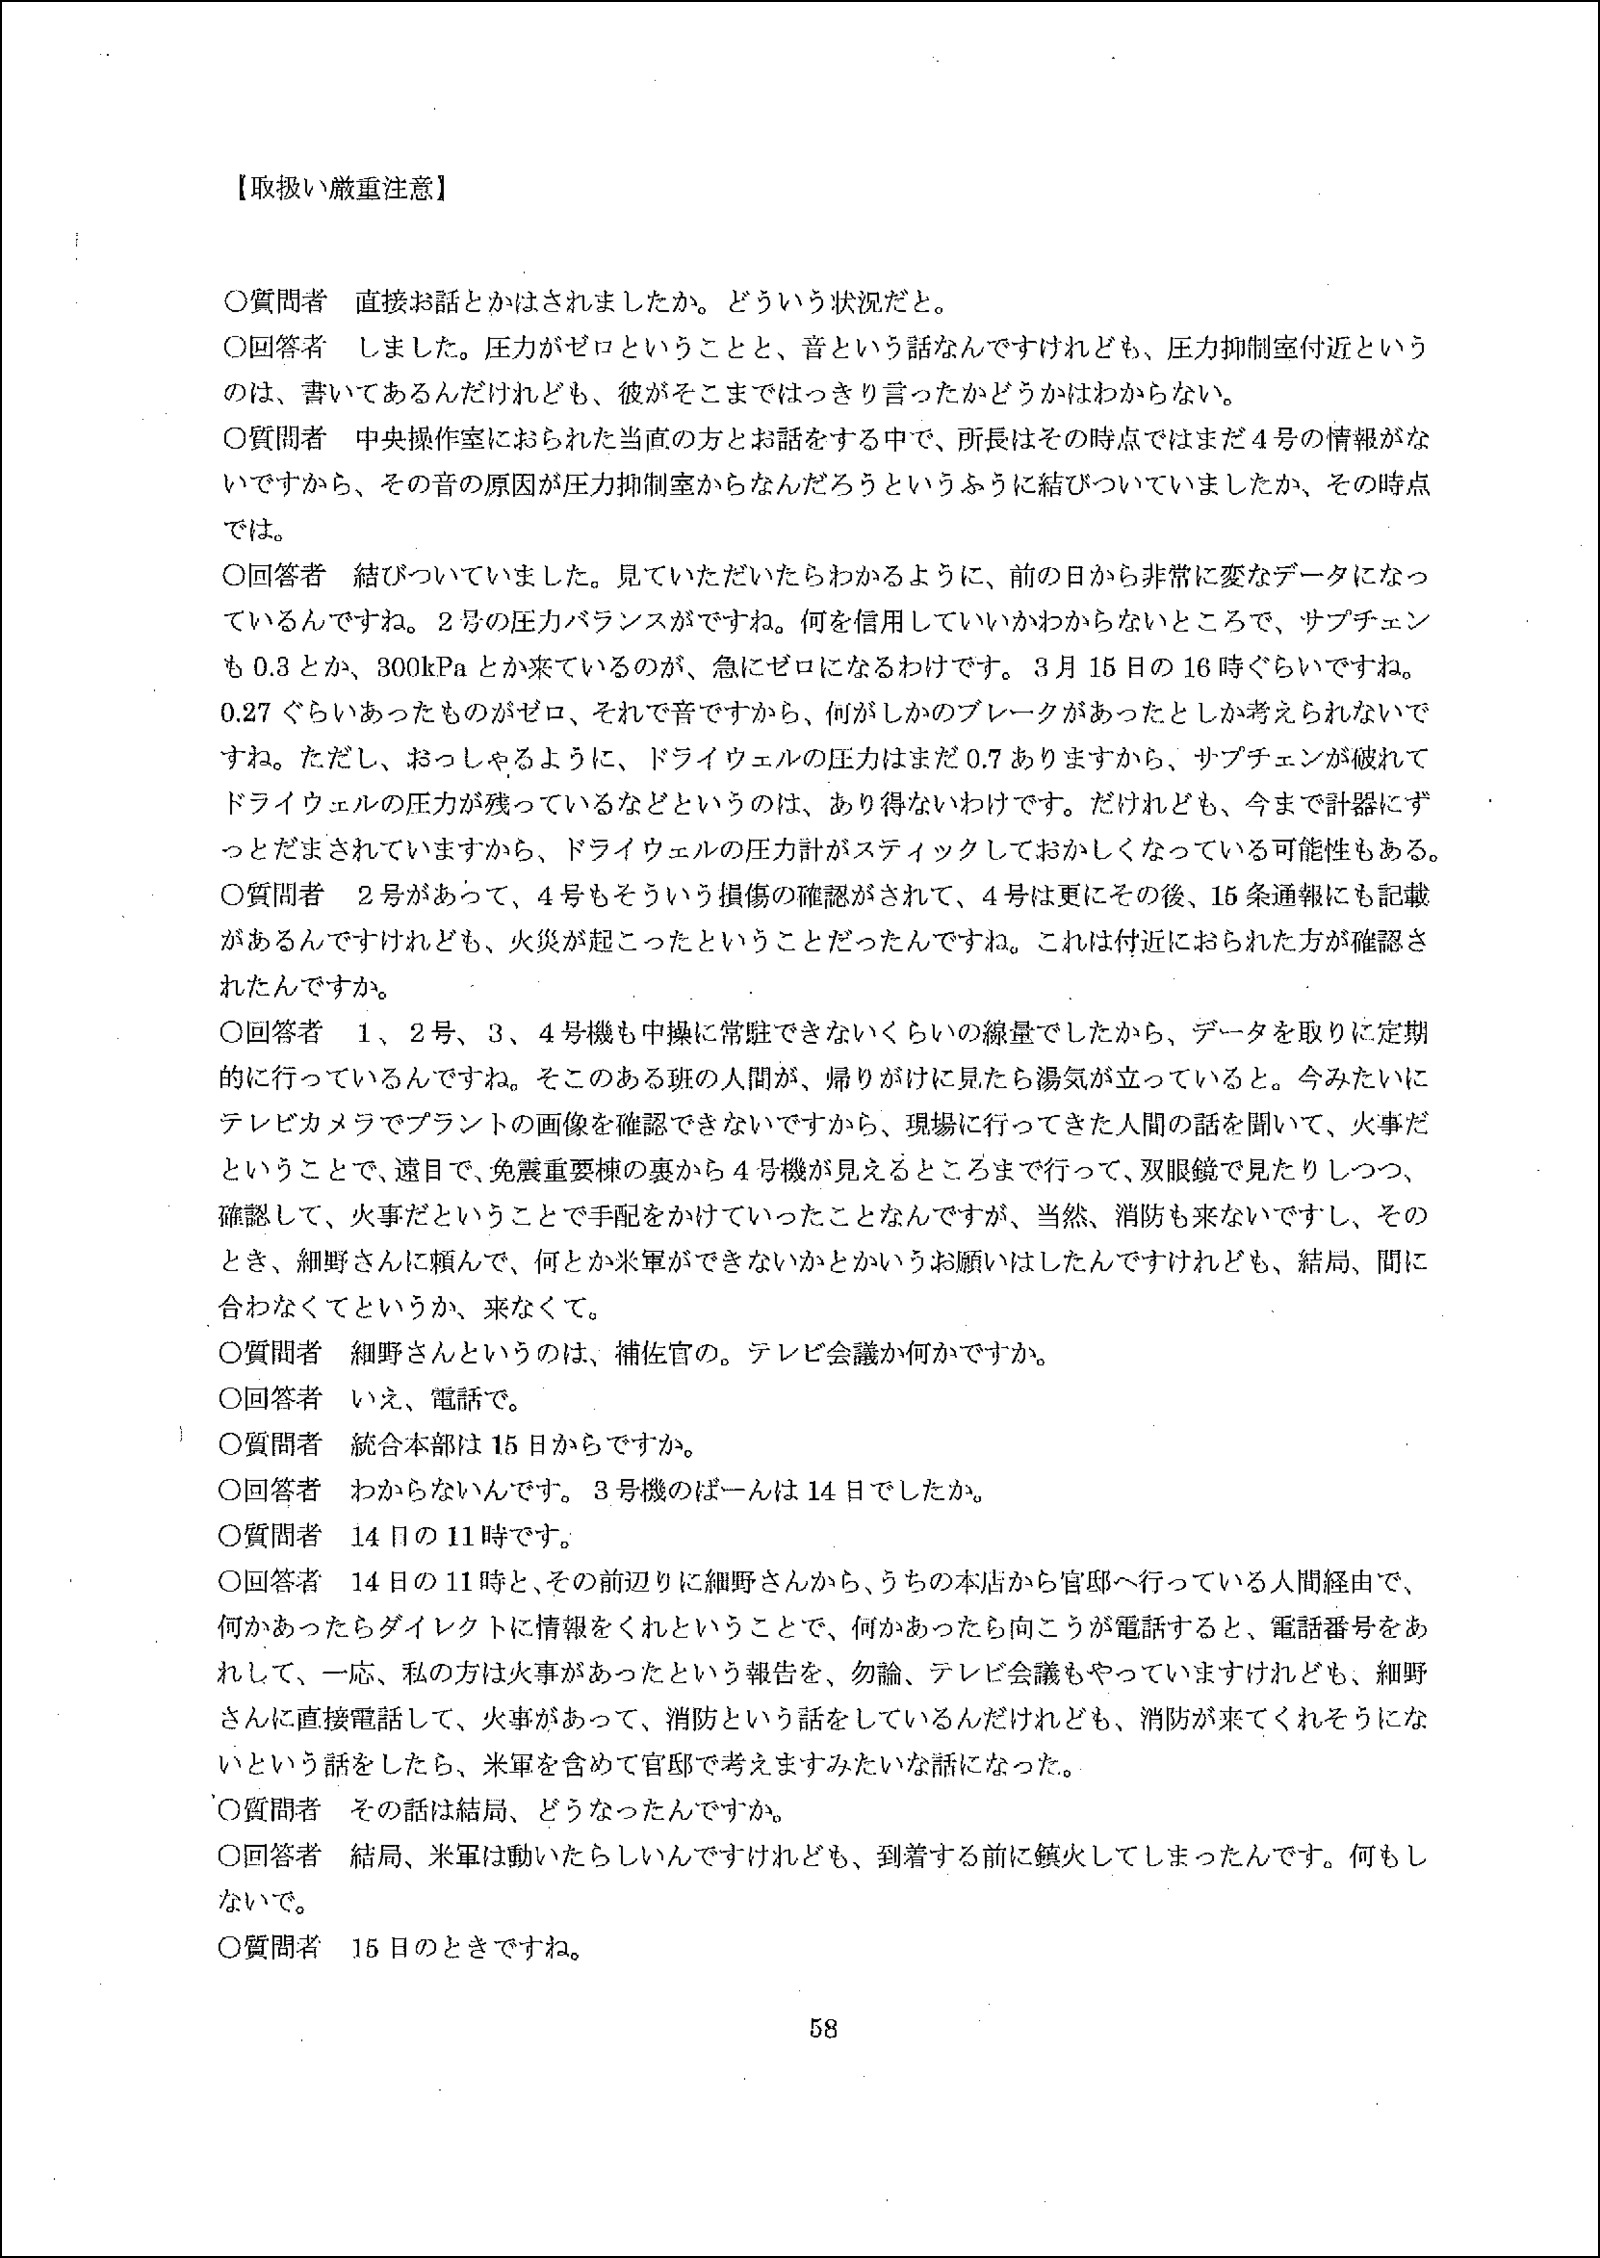 【取扱い厳重注意】
○質問者　直接お話とかはされましたか。どういう状況だと。
○回答者　しました。圧力がゼロということと、音という話なんですけれども、圧力抑制室付近という
のは、書いてあるんだけれども、彼がそこまではっきり言ったかどうかはわからない。
○質問者　中央操作室におられた当直の方とお話をする中で、所長はその時点ではまだ４号の情報がな
いですから、その音の原因が圧力抑制室からなんだろうというふうに結びついていましたか、その時点
では。
○回答者　結びついていました。見ていただいたらわかるように、前の日から非常に変なデータになっ
ているんですね。２号の圧力バランスがですね。何を信用していいかわからないところで、サプチェン
も 0.3 とか、300kPa とか来ているのが、急にゼロになるわけです。３月 15 日の 16 時ぐらいですね。
0.27 ぐらいあったものがゼロ、それで音ですから、何がしかのブレークがあったとしか考えられないで
すね。ただし、おっしゃるように、ドライウェルの圧力はまだ 0.7 ありますから、サプチェンが破れて
ドライウェルの圧力が残っているなどというのは、あり得ないわけです。だけれども、今まで計器にず
っとだまされていますから、ドライウェルの圧力計がスティックしておかしくなっている可能性もある。
○質問者　２号があって、４号もそういう損傷の確認がされて、４号は更にその後、15 条通報にも記載
があるんですけれども、火災が起こったということだったんですね。これは付近におられた方が確認さ
れたんですか。
○回答者　１、２号、３、４号機も中操に常駐できないくらいの線量でしたから、データを取りに定期
的に行っているんですね。そこのある班の人間が、帰りがけに見たら湯気が立っていると。今みたいに
テレビカメラでプラントの画像を確認できないですから、現場に行ってきた人間の話を聞いて、火事だ
ということで、遠目で、免震重要棟の裏から４号機が見えるところまで行って、双眼鏡で見たりしつつ、
確認して、火事だということで手配をかけていったことなんですが、当然、消防も来ないですし、その
とき、細野さんに頼んで、何とか米軍ができないかとかいうお願いはしたんですけれども、結局、間に
合わなくてというか、来なくて。
○質問者　細野さんというのは、補佐官の。テレビ会議か何かですか。
○回答者　いえ、電話で。
○質問者　統合本部は 15 日からですか。
○回答者　わからないんです。３号機のばーんは 14 日でしたか。
○質問者　14 日の 11 時です。
○回答者　14 日の 11 時と、その前辺りに細野さんから、うちの本店から官邸へ行っている人間経由で、
何かあったらダイレクトに情報をくれということで、何かあったら向こうが電話すると、電話番号をあ
れして、一応、私の方は火事があったという報告を、勿論、テレビ会議もやっていますけれども、細野
さんに直接電話して、火事があって、消防という話をしているんだけれども、消防が来てくれそうにな
いという話をしたら、米軍を含めて官邸で考えますみたいな話になった。
○質問者　その話は結局、どうなったんですか。
○回答者　結局、米軍は動いたらしいんですけれども、到着する前に鎮火してしまったんです。何もし
ないで。
○質問者　15 日のときですね。
58